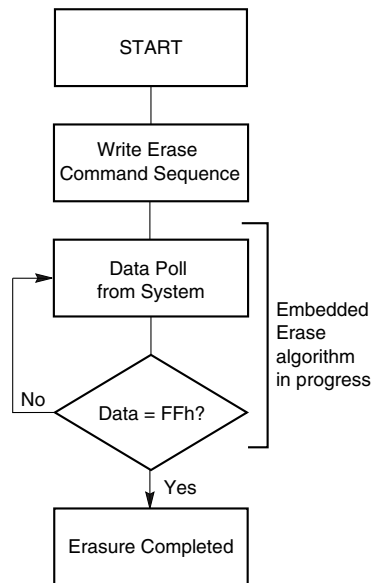 START
Write Erase
Command Sequence
Data Poll
from System
Embedded
Erase
algorithm
in progress
No
Data = FFh?
Yes
Erasure Completed